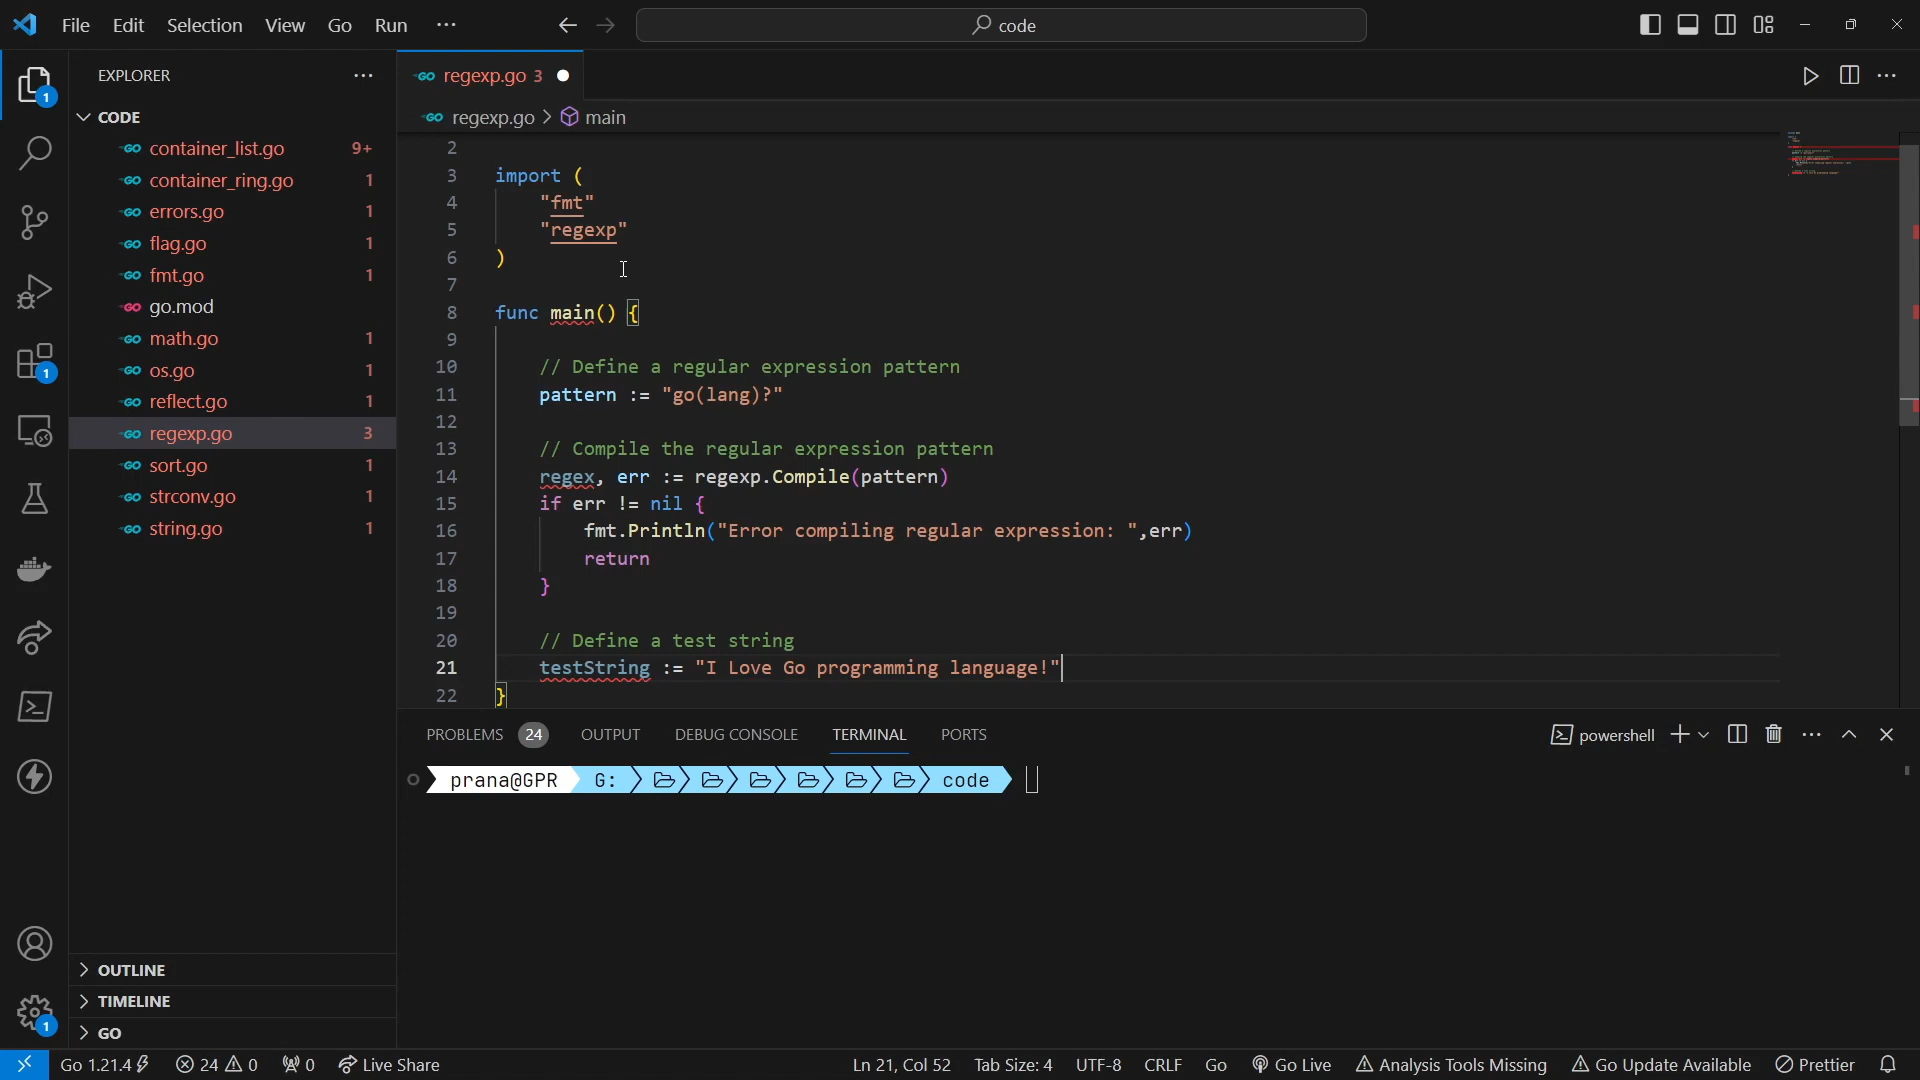 File Edit Selection View Go Run ··· code
EXPLORER ···
CODE
container_list.go 9+
container_ring.go 1
errors.go 1
flag.go 1
fmt.go 1
go.mod
math.go 1
os.go 1
reflect.go 1
regexp.go 3
sort.go 1
strconv.go 1
string.go 1
OUTLINE
TIMELINE
GO
regexp.go 3
regexp.go > main
2
3 import (
4 "fmt"
5 "regexp"
6 )
7
8 func main() {
9
10 // Define a regular expression pattern
11 pattern := "go(lang)?"
12
13 // Compile the regular expression pattern
14 regex, err := regexp.Compile(pattern)
15 if err != nil {
16 fmt.Println("Error compiling regular expression: ",err)
17 return
18 }
19
20 // Define a test string
21 testString := "I Love Go programming language!"
22 }
PROBLEMS 24 OUTPUT DEBUG CONSOLE TERMINAL PORTS powershell
prana@GPR G: code
Go 1.21.4 24 0 0 Live Share Ln 21, Col 52 Tab Size: 4 UTF-8 CRLF Go Go Live Analysis Tools Missing Go Update Available Prettier